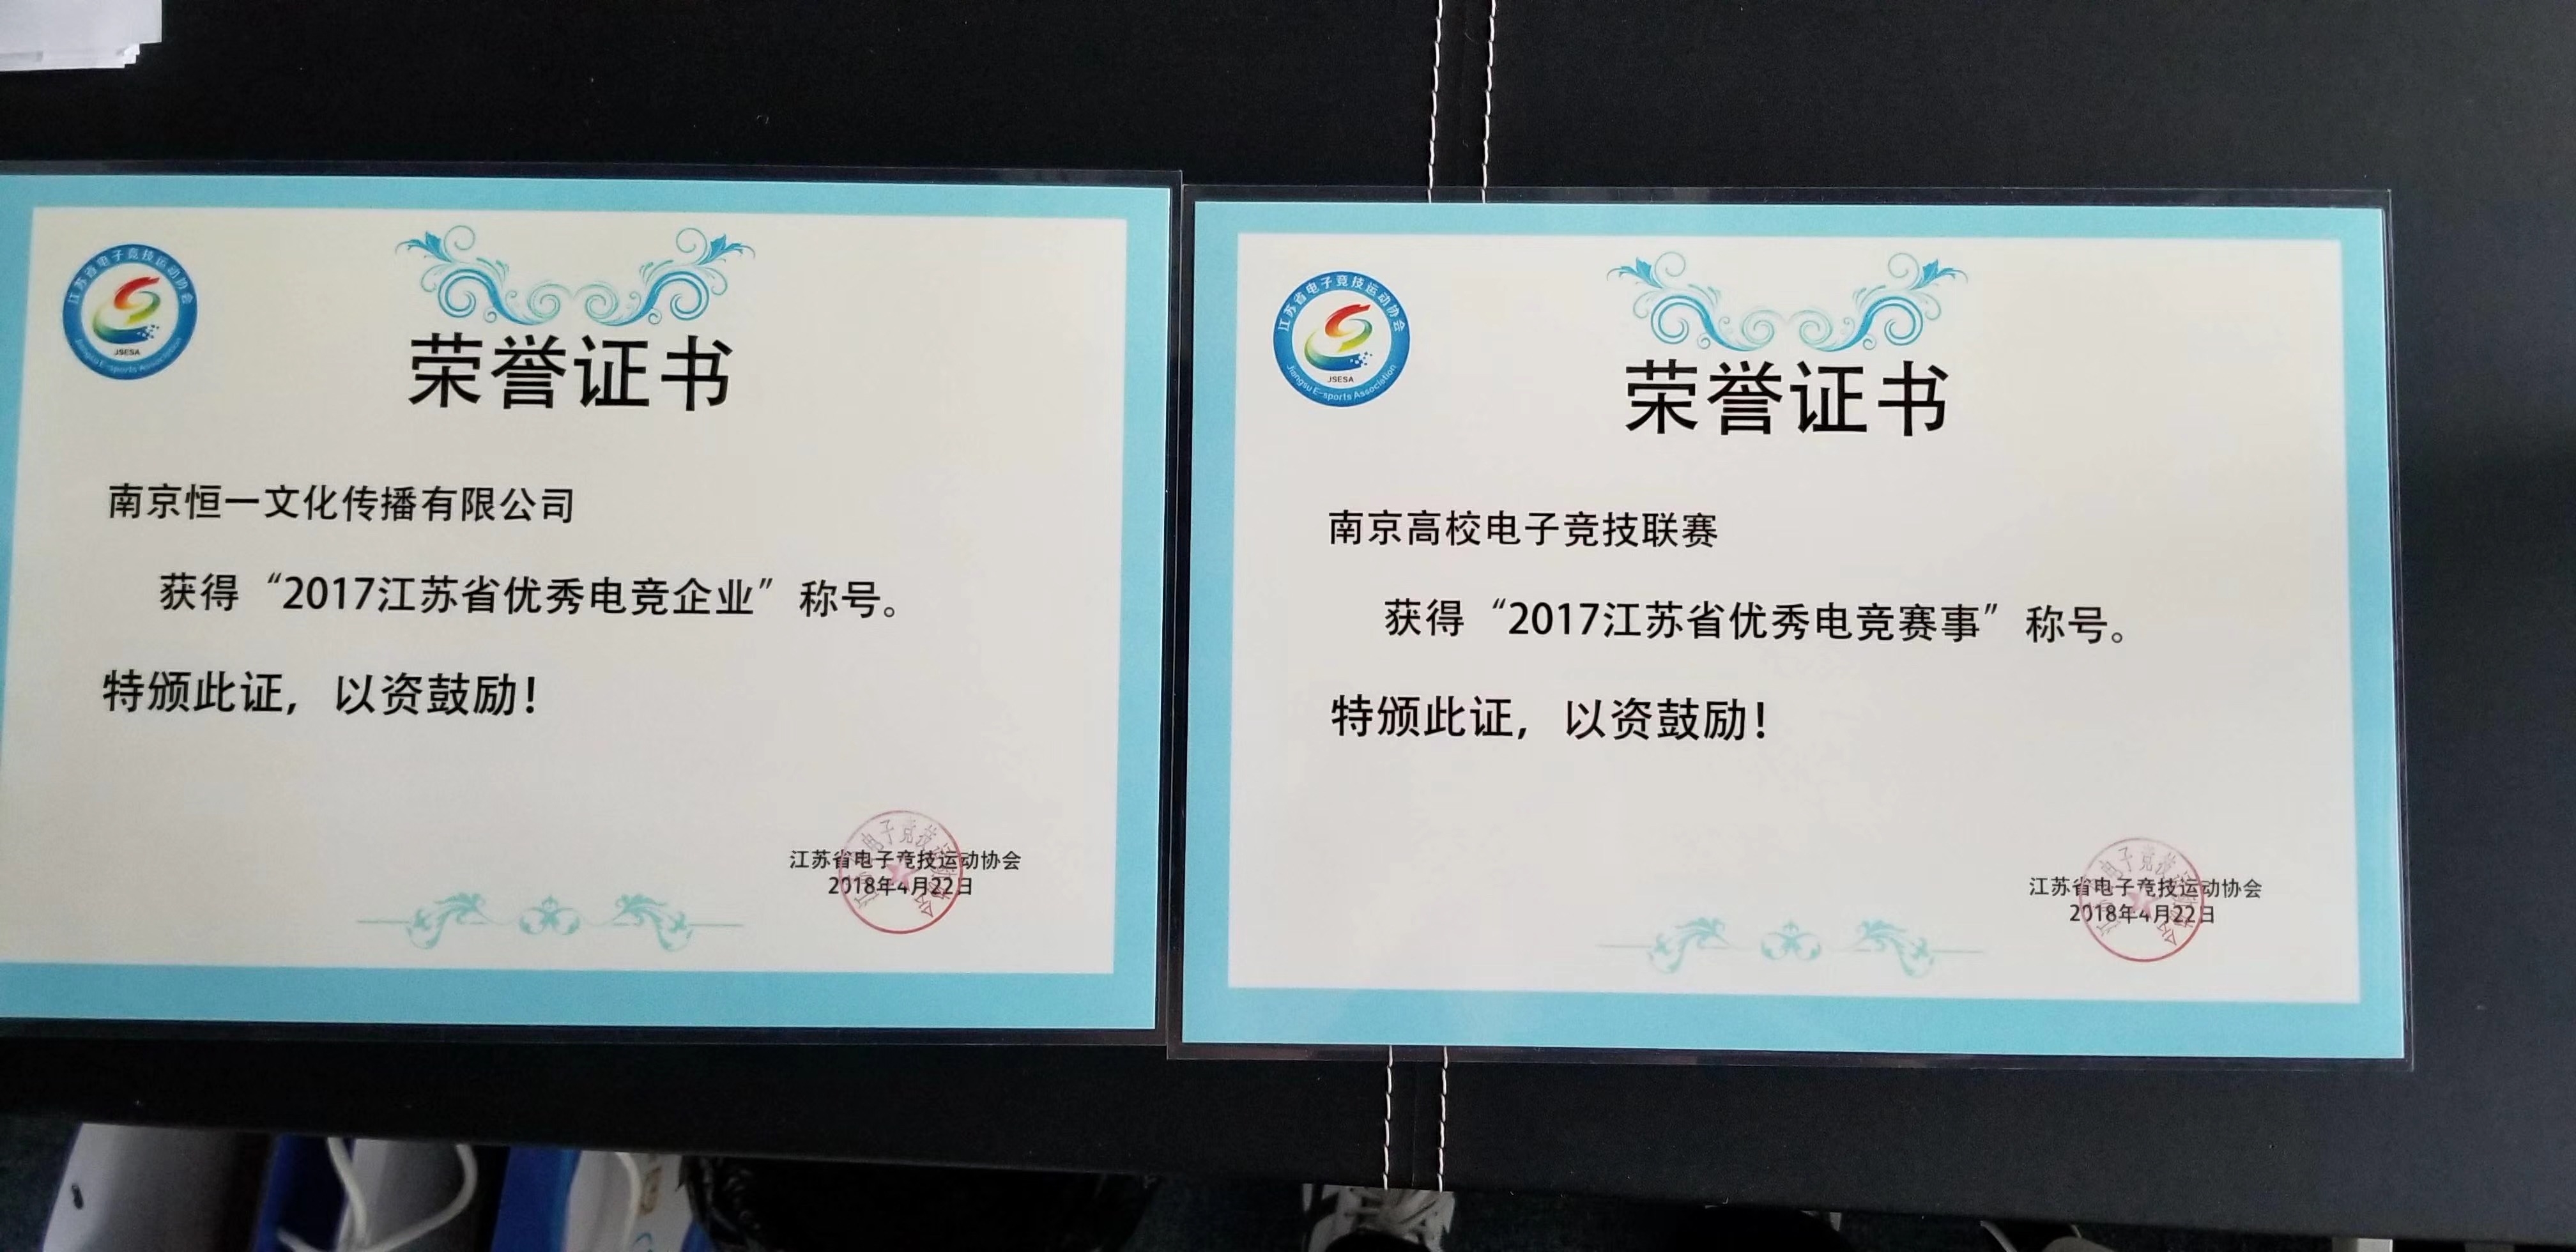 江苏省电子竞技运动协会
JSESA
Jiangsu E-sports Association
荣誉证书
南京恒一文化传播有限公司
获得“2017江苏省优秀电竞企业”称号。
特颁此证，以资鼓励！
江苏省电子竞技运动协会
2018年4月22日
江苏省电子竞技运动协会
JSESA
Jiangsu E-sports Association
荣誉证书
南京高校电子竞技联赛
获得“2017江苏省优秀电竞赛事”称号。
特颁此证，以资鼓励！
江苏省电子竞技运动协会
2018年4月22日